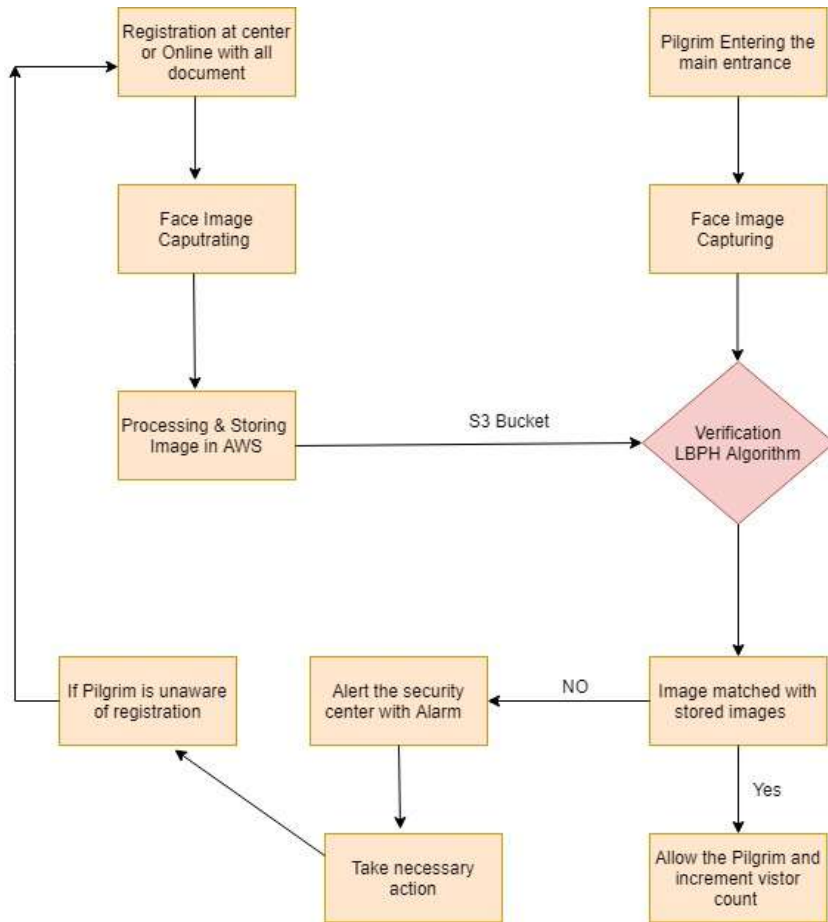 Registration at center
or Online with all
document
Pilgrim Entering the
main entrance
Face Image
Caputrating
Face Image
Capturing
Processing & Storing
Image in AWS
S3 Bucket
Verification
LBPH Algorithm
If Pilgrim is unaware
of registration
Alert the security
center with Alarm
NO
Image matched with
stored images
Yes
Take necessary
action
Allow the Pilgrim and
increment vistor
count